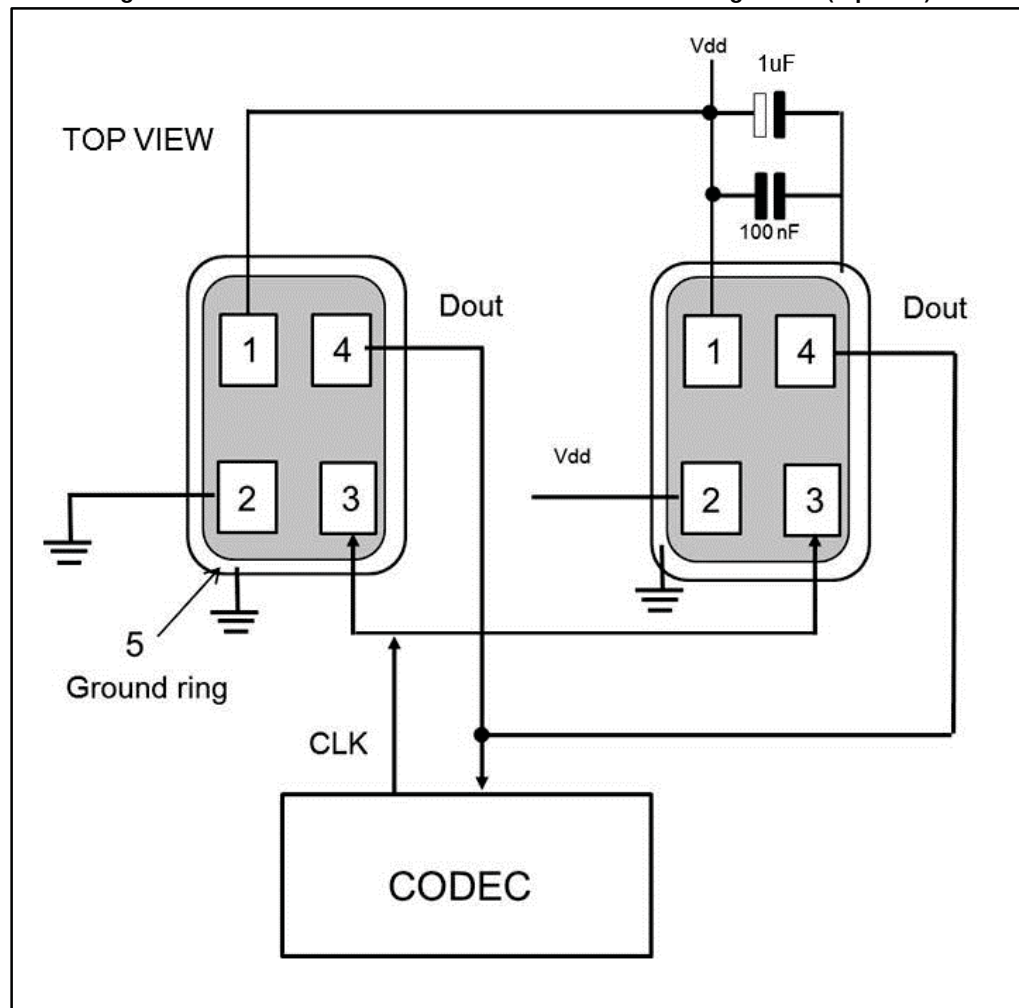 Vdd
1uF
TOP VIEW
100 nF
Dout
Dout
1
4
1
4
Vdd
2
3
2
3
5
Ground ring
CLK
CODEC